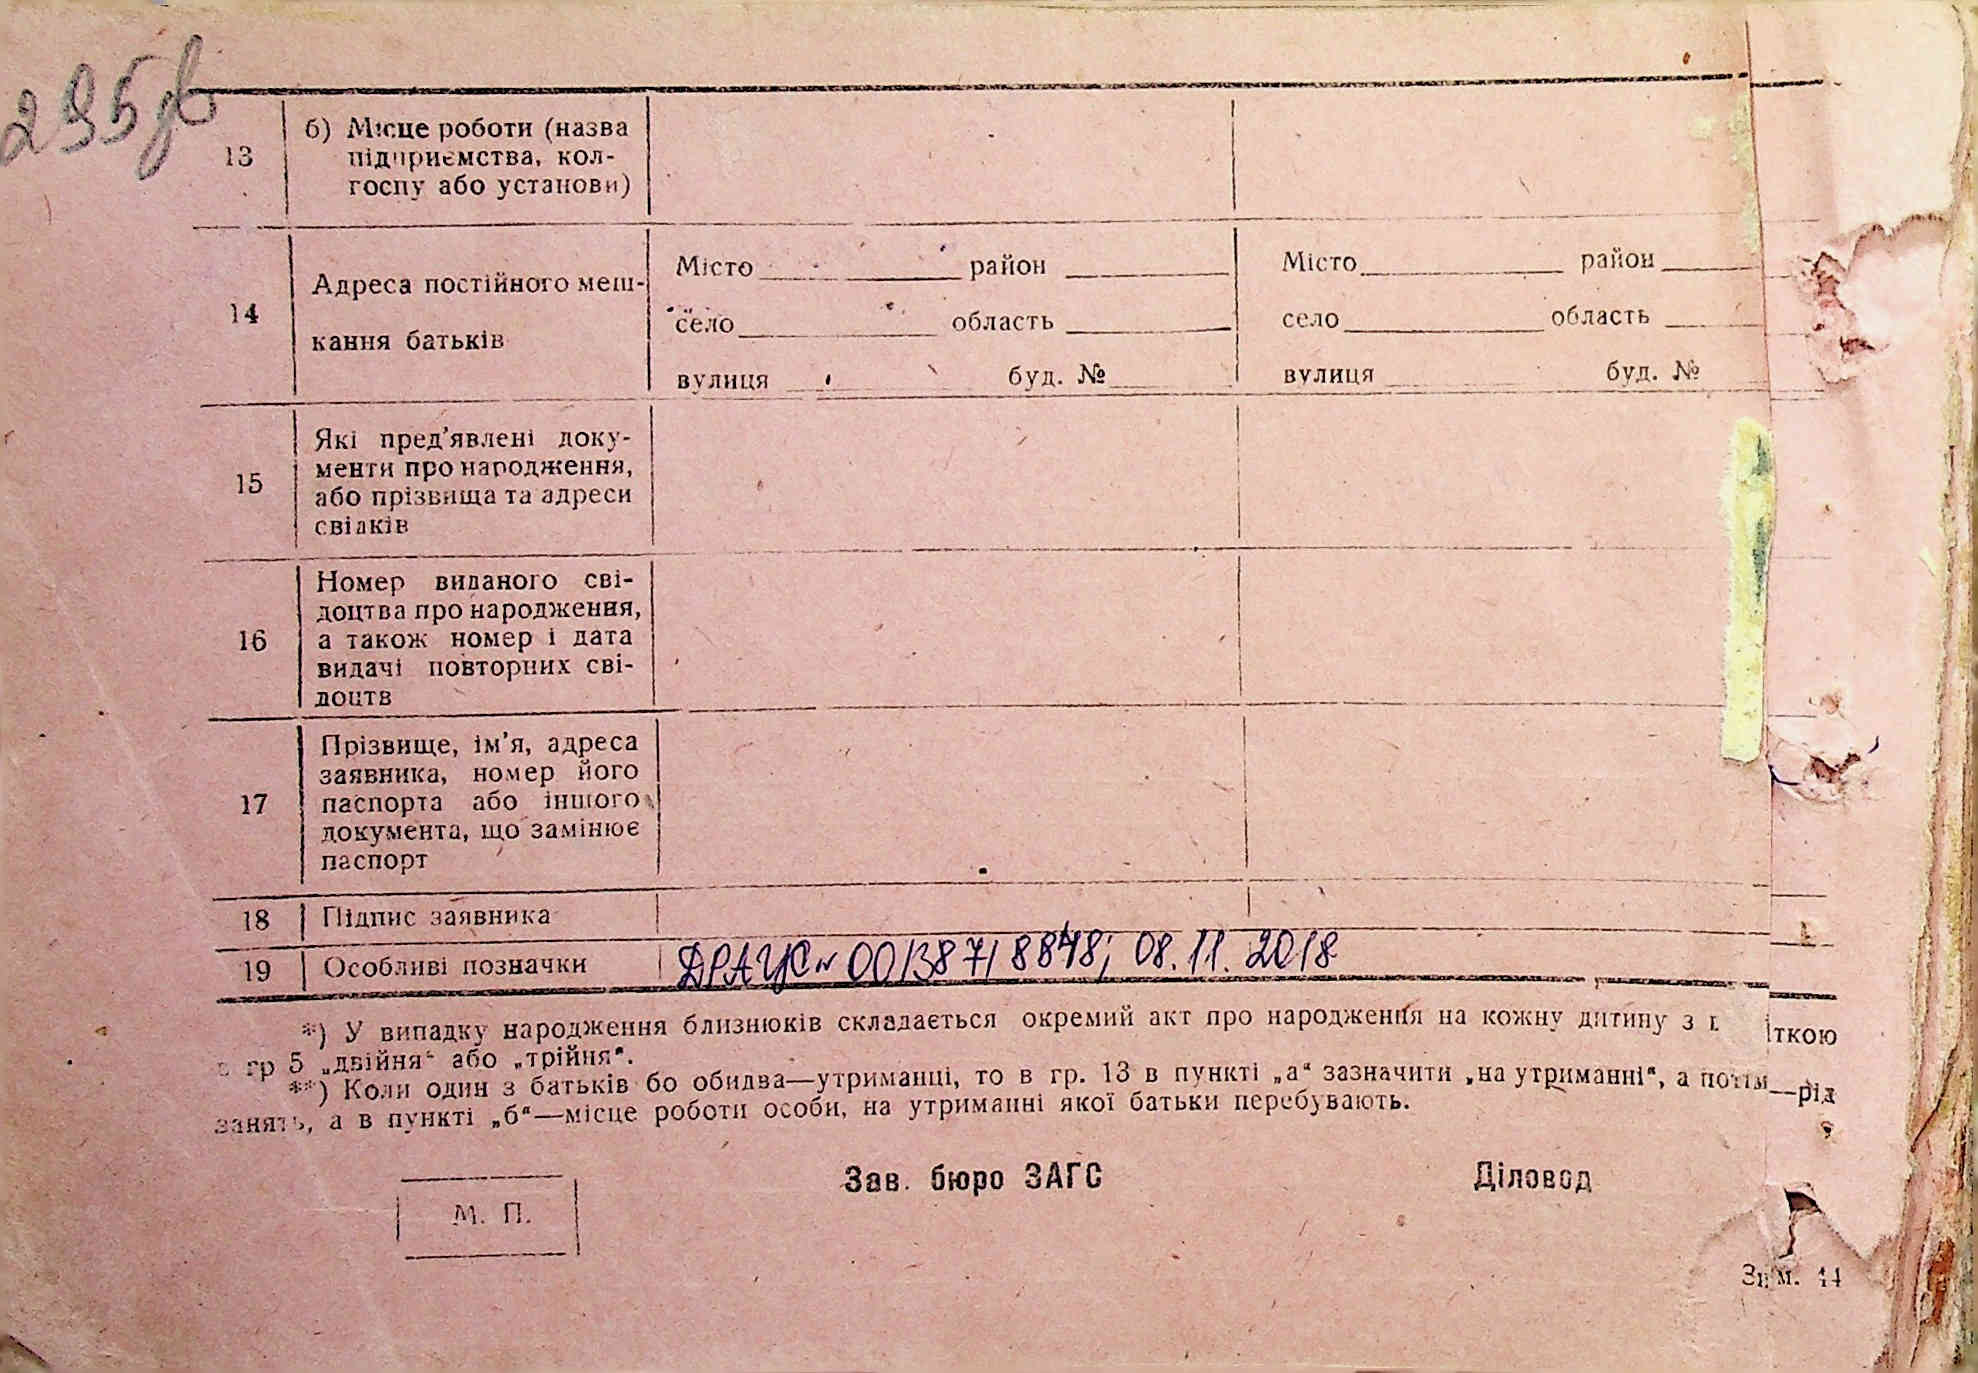 13 б) Місце роботи (назва
підприємства, кол-
госпу або установи)
14 Адреса постійного меш-
кання батьків
Місто район
село область
вулиця буд. №
Місто район
село область
вулиця буд. №
15 Які пред'явлені доку-
менти про народження,
або прізвища та адреси
свідків
16 Номер виданого сві-
доцтва про народження,
а також номер і дата
видачі повторних сві-
доцтв
17 Прізвище, ім'я, адреса
заявника, номер його
паспорта або іншого
документа, що замінює
паспорт
18 Підпис заявника
19 Особливі позначки ДРАЦС 00138718848; 08.11.2018
*) У випадку народження близнюків складається окремий акт про народження на кожну дитину з іткою
в гр 5 „двійня“ або „трійня“.
**) Коли один з батьків бо обидва—утриманці, то в гр. 13 в пункті „а“ зазначити „на утриманні“, а потім—рід
занять, а в пункті „б“—місце роботи особи, на утриманні якої батьки перебувають.
Зав. бюро ЗАГС Діловод
М. П.